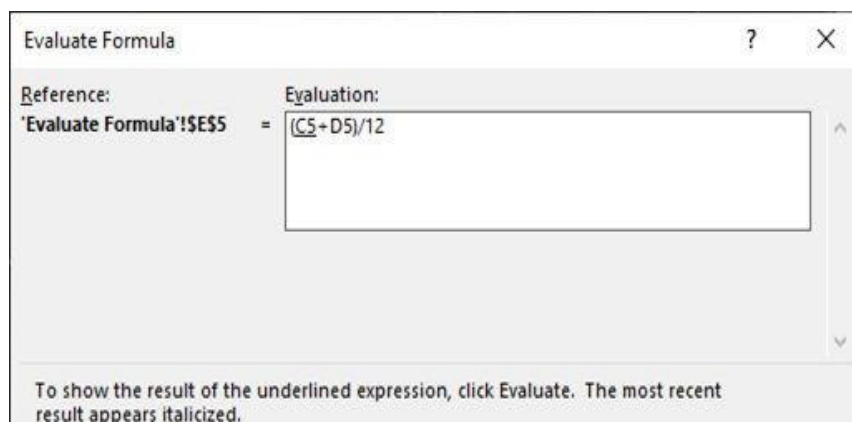 Evaluate Formula ? X
Reference: Evaluation:
'Evaluate Formula'!$E$5 = (C5+D5)/12
To show the result of the underlined expression, click Evaluate. The most recent
result appears italicized.